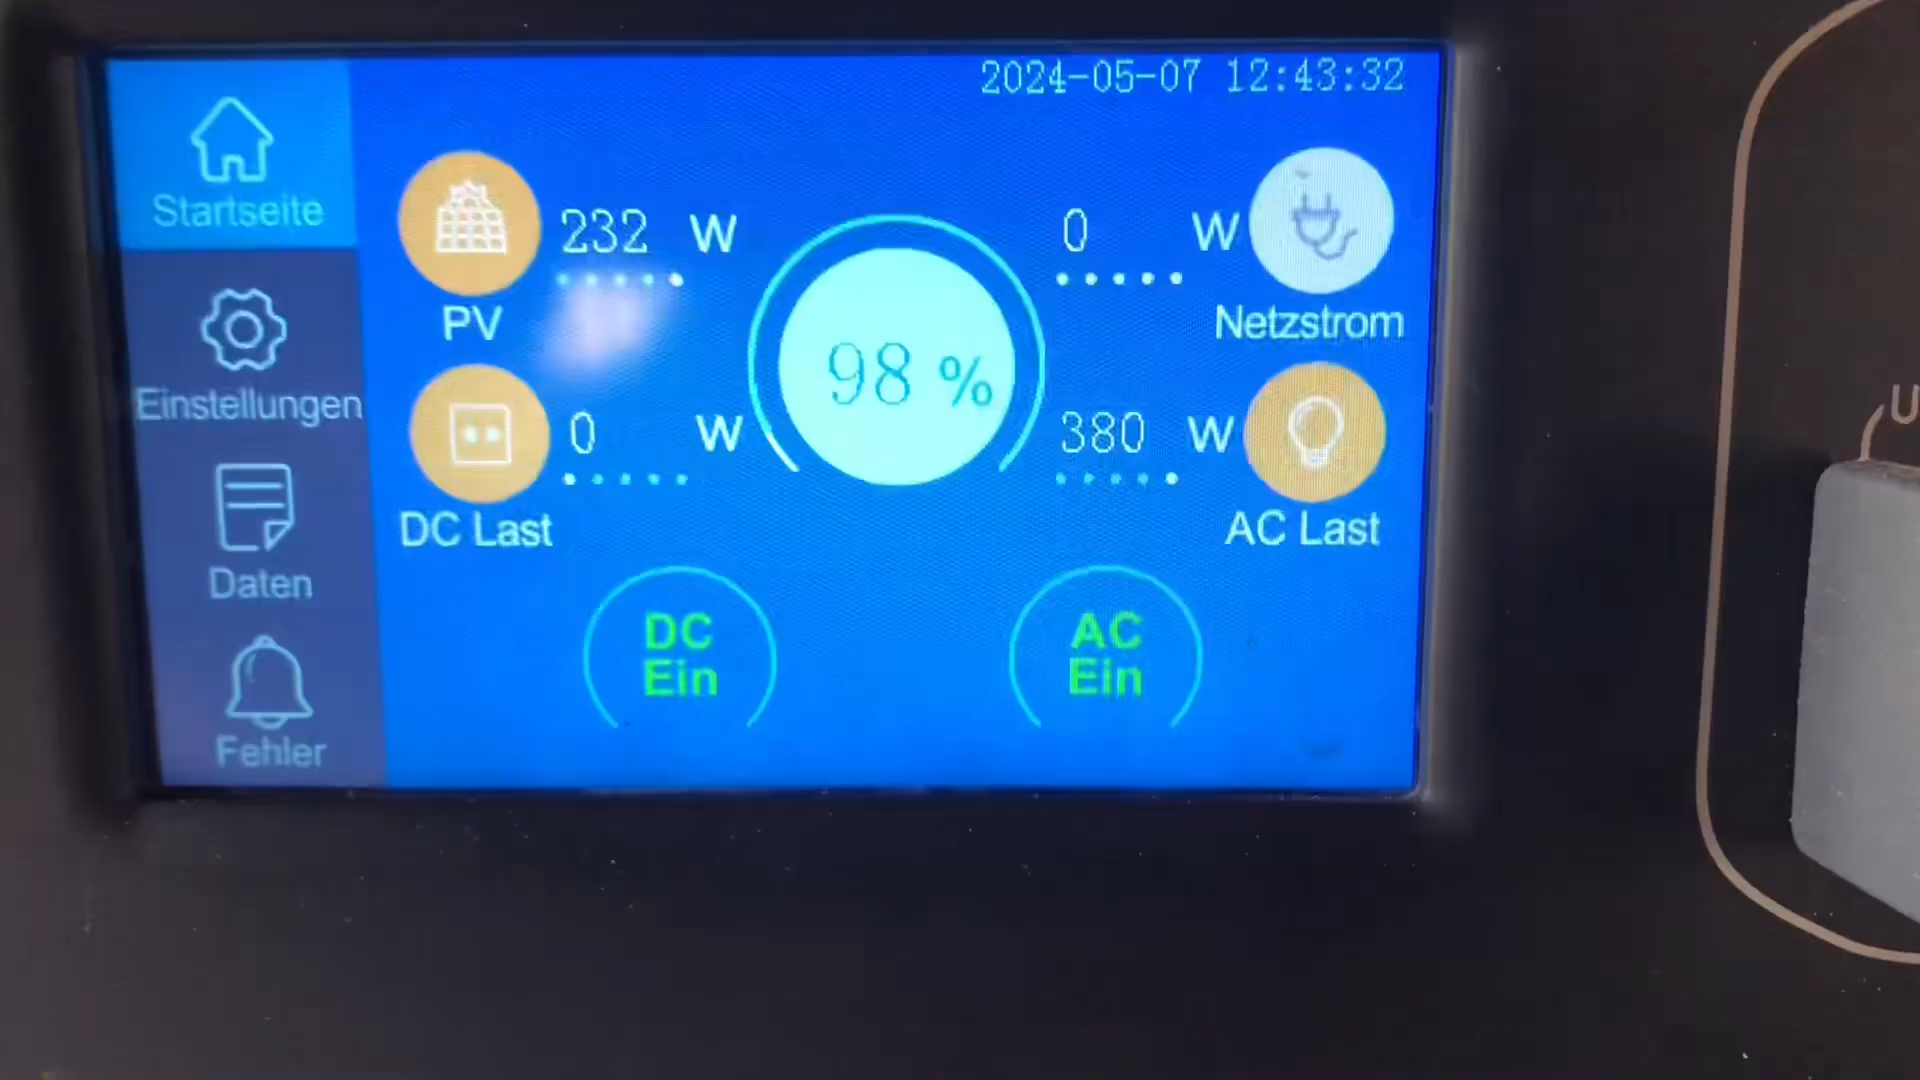 2024-05-07 12:43:32
Startseite
Einstellungen
Daten
Fehler
232 W
PV
0 W
Netzstrom
98 %
0 W
DC Last
380 W
AC Last
DC
Ein
AC
Ein